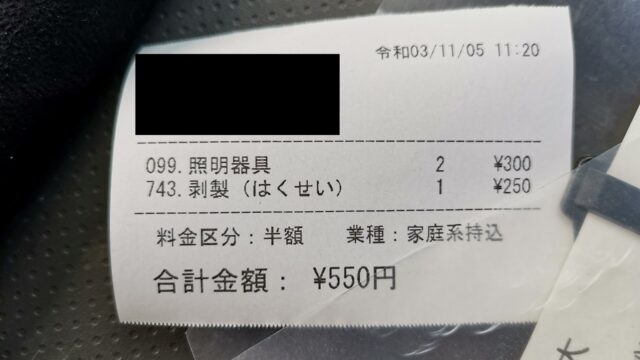 令和03/11/05 11:20
099. 照明器具 2 ¥300
743. 剥製（はくせい） 1 ¥250
料金区分：半額 業種：家庭系持込
合計金額： ¥550円